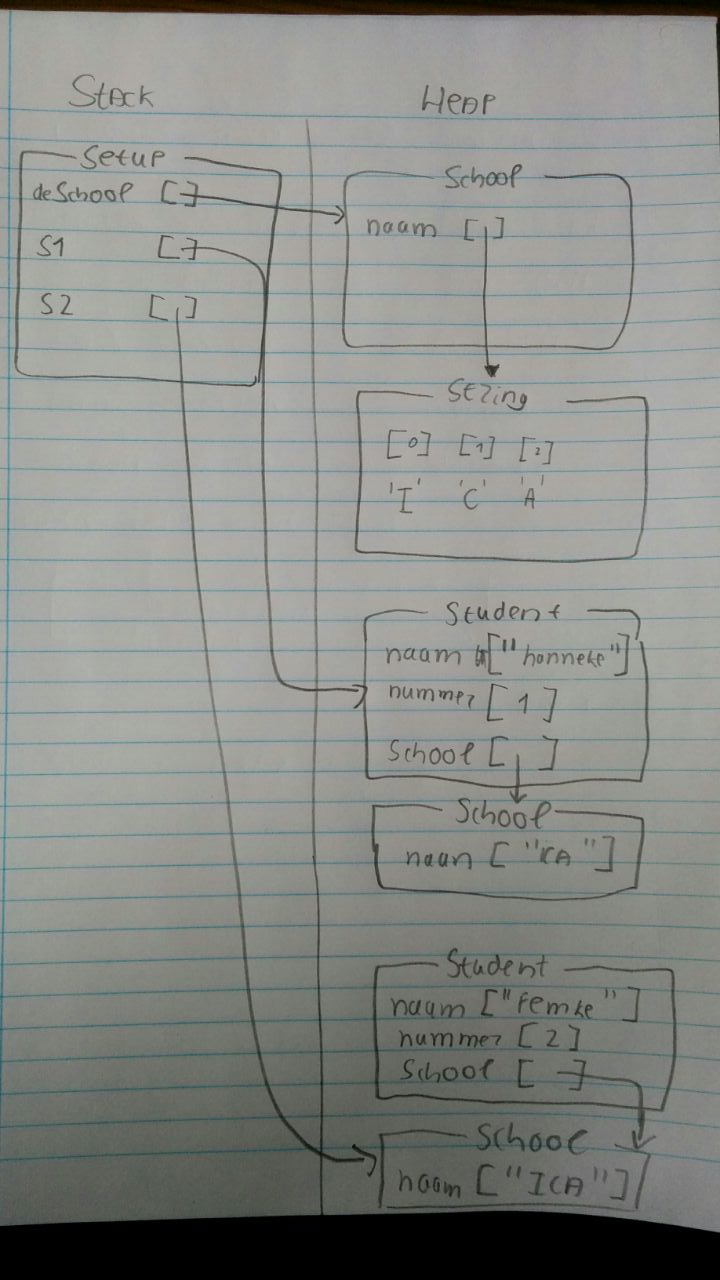 Stack
Heap
Setup
deSchool []
S1 []
S2 []
School
naam []
String
[0] [1] [2]
'I' 'C' 'A'
Student
naam ["honneke"]
nummer [1]
School [ ]
School
naam ["ICA"]
Student
naam ["Femke"]
nummer [2]
School [ ]
School
naam ["ICA"]